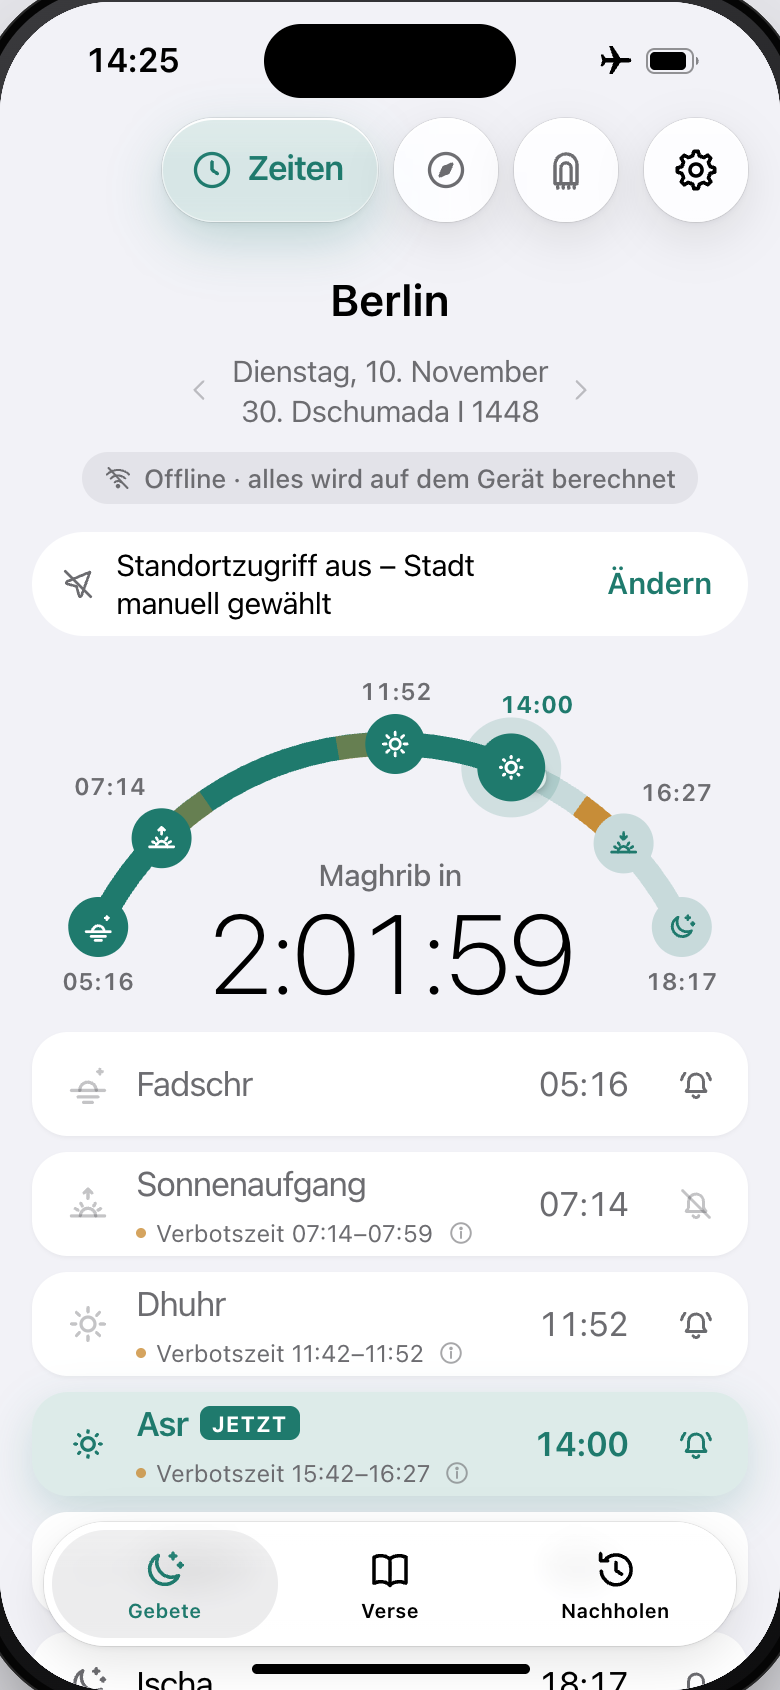 14:25
Zeiten
Berlin
Dienstag, 10. November
30. Dschumada I 1448
Offline · alles wird auf dem Gerät berechnet
Standortzugriff aus – Stadt
manuell gewählt
Ändern
11:52
14:00
07:14
16:27
Maghrib in
2:01:59
05:16
18:17
Fadschr
05:16
Sonnenaufgang
Verbotszeit 07:14–07:59
07:14
Dhuhr
Verbotszeit 11:42–11:52
11:52
Asr JETZT
Verbotszeit 15:42–16:27
14:00
Gebete
Verse
Nachholen
Ischa
18:17